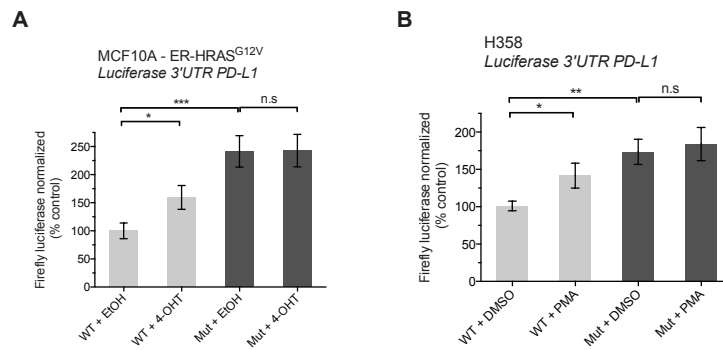 A
MCF10A - ER-HRASG12V
Luciferase 3'UTR PD-L1
***
n.s
*
Firefly luciferase normalized
(% control)
250
200
150
100
50
0
WT + EtOH
WT + 4-OHT
Mut + EtOH
Mut + 4-OHT
B
H358
Luciferase 3'UTR PD-L1
**
n.s
*
Firefly luciferase normalized
(% control)
200
150
100
50
0
WT + DMSO
WT + PMA
Mut + DMSO
Mut + PMA